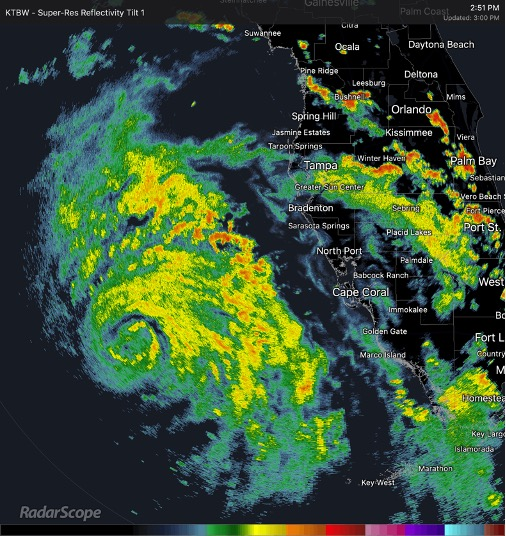 KTBW - Super-Res Reflectivity Tilt 1
2:51 PM
Updated: 3:00 PM
Gainesville
Palm Coast
Suwannee
Citra
Ocala
Daytona Beach
Pine Ridge
Leesburg
Deltona
Bushnell
Mims
Spring Hill
Orlando
Jasmine Estates
Kissimmee
Viera
Tarpon Springs
Tampa
Winter Haven
Palm Bay
Sebastian
Greater Sun Center
Vero Beach S
Bradenton
Sebring
Fort Pierce
Sarasota Springs
Placid Lakes
Port St.
North Port
Palmdale
Babcock Ranch
West
Cape Coral
Immokalee
Bo
Golden Gate
Fort L
Marco Island
Country
M
Homestea
Key Largo
Islamorada
Marathon
Key West
RadarScope